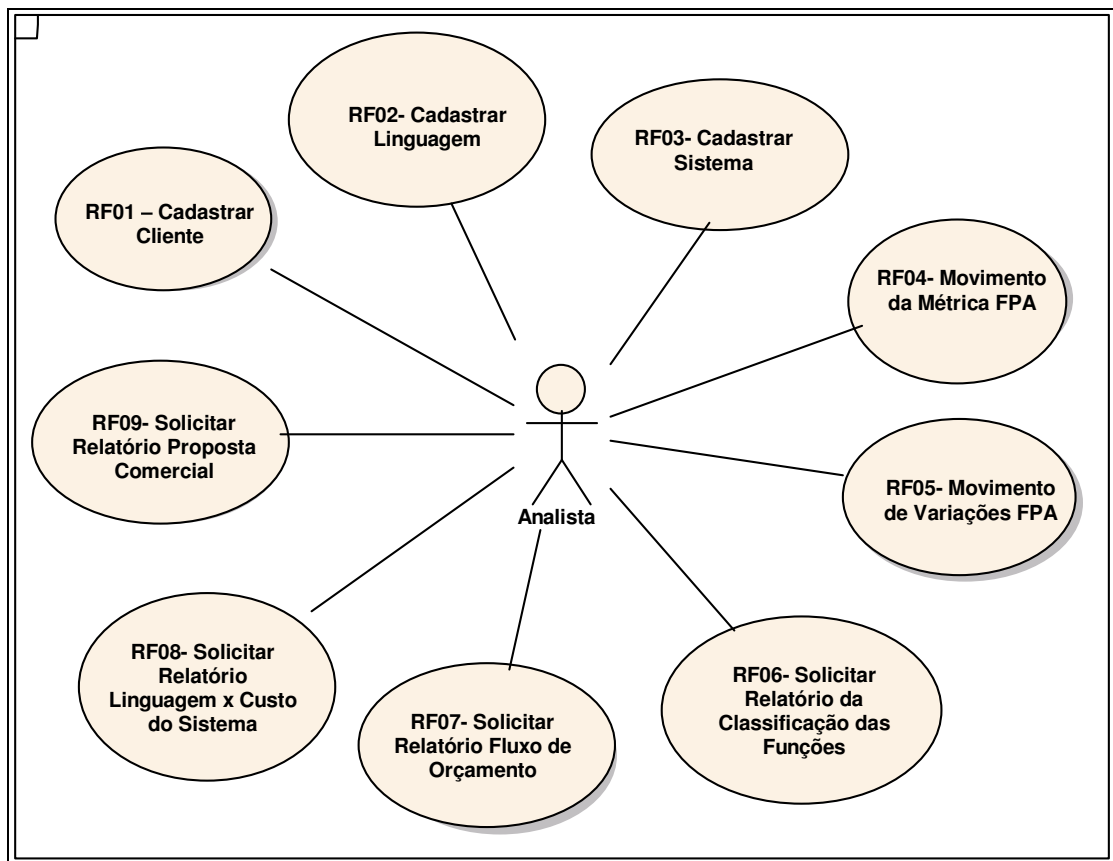 RF02- Cadastrar
Linguagem
RF03- Cadastrar
Sistema
RF01 – Cadastrar
Cliente
RF04- Movimento
da Métrica FPA
RF09- Solicitar
Relatório Proposta
Comercial
RF05- Movimento
de Variações FPA
Analista
RF08- Solicitar
Relatório
Linguagem x Custo
do Sistema
RF07- Solicitar
Relatório Fluxo de
Orçamento
RF06- Solicitar
Relatório da
Classificação das
Funções